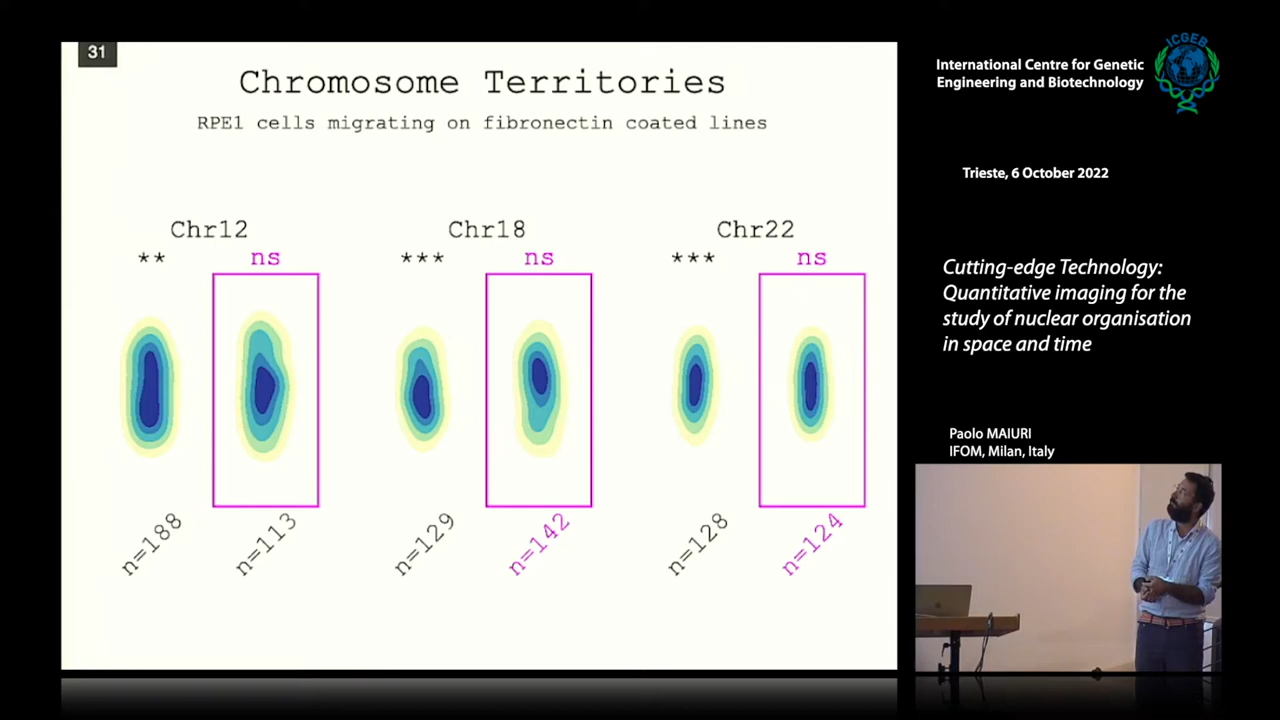 31
Chromosome Territories
RPE1 cells migrating on fibronectin coated lines
Chr12
Chr18
Chr22
** ns
*** ns
*** ns
n=188
n=113
n=129
n=142
n=128
n=124
International Centre for Genetic
Engineering and Biotechnology
ICGEB
Trieste, 6 October 2022
Cutting-edge Technology:
Quantitative imaging for the
study of nuclear organisation
in space and time
Paolo MAIURI
IFOM, Milan, Italy